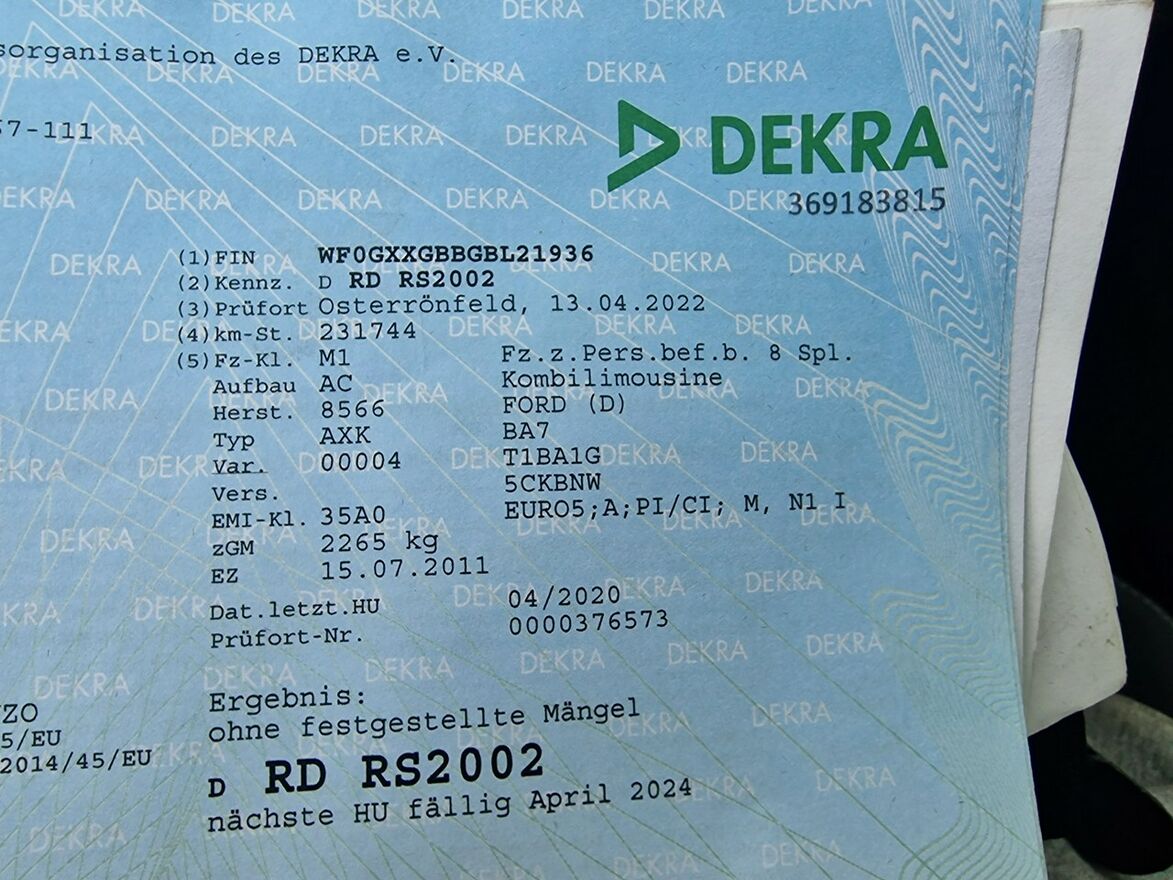 sorganisation des DEKRA e.V.
57-111
DEKRA
369183815
(1) FIN WF0GXXGBBGBL21936
(2) Kennz. D RD RS2002
(3) Prüfort Osterrönfeld, 13.04.2022
(4) km-St. 231744
(5) Fz-Kl. M1 Fz.z.Pers.bef.b. 8 Spl.
Aufbau AC Kombilimousine
Herst. 8566 FORD (D)
Typ AXK BA7
Var. 00004 T1BA1G
Vers. 5CKBNW
EMI-Kl. 35A0 EURO5;A;PI/CI; M, N1 I
zGM 2265 kg
EZ 15.07.2011
Dat.letzt.HU 04/2020
Prüfort-Nr. 0000376573
Ergebnis:
ohne festgestellte Mängel
D RD RS2002
nächste HU fällig April 2024
ZO
5/EU
2014/45/EU